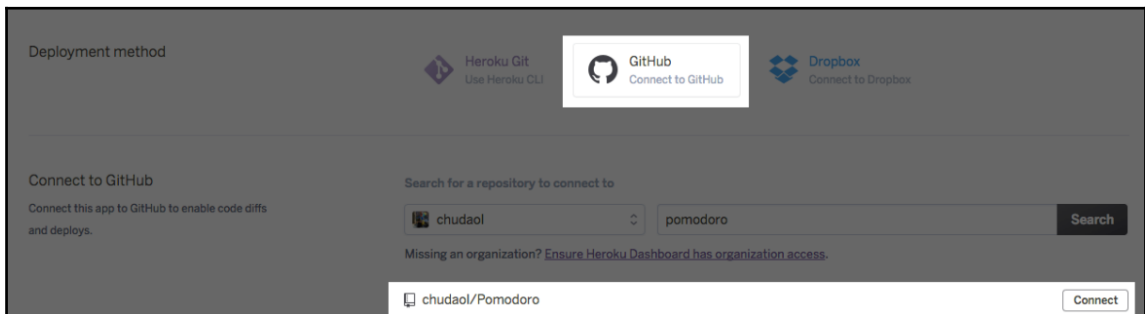 Deployment method
Heroku Git
Use Heroku CLI
GitHub
Connect to GitHub
Dropbox
Connect to Dropbox
Connect to GitHub
Connect this app to GitHub to enable code diffs
and deploys.
Search for a repository to connect to
chudaol
pomodoro
Search
Missing an organization? Ensure Heroku Dashboard has organization access.
chudaol/Pomodoro
Connect